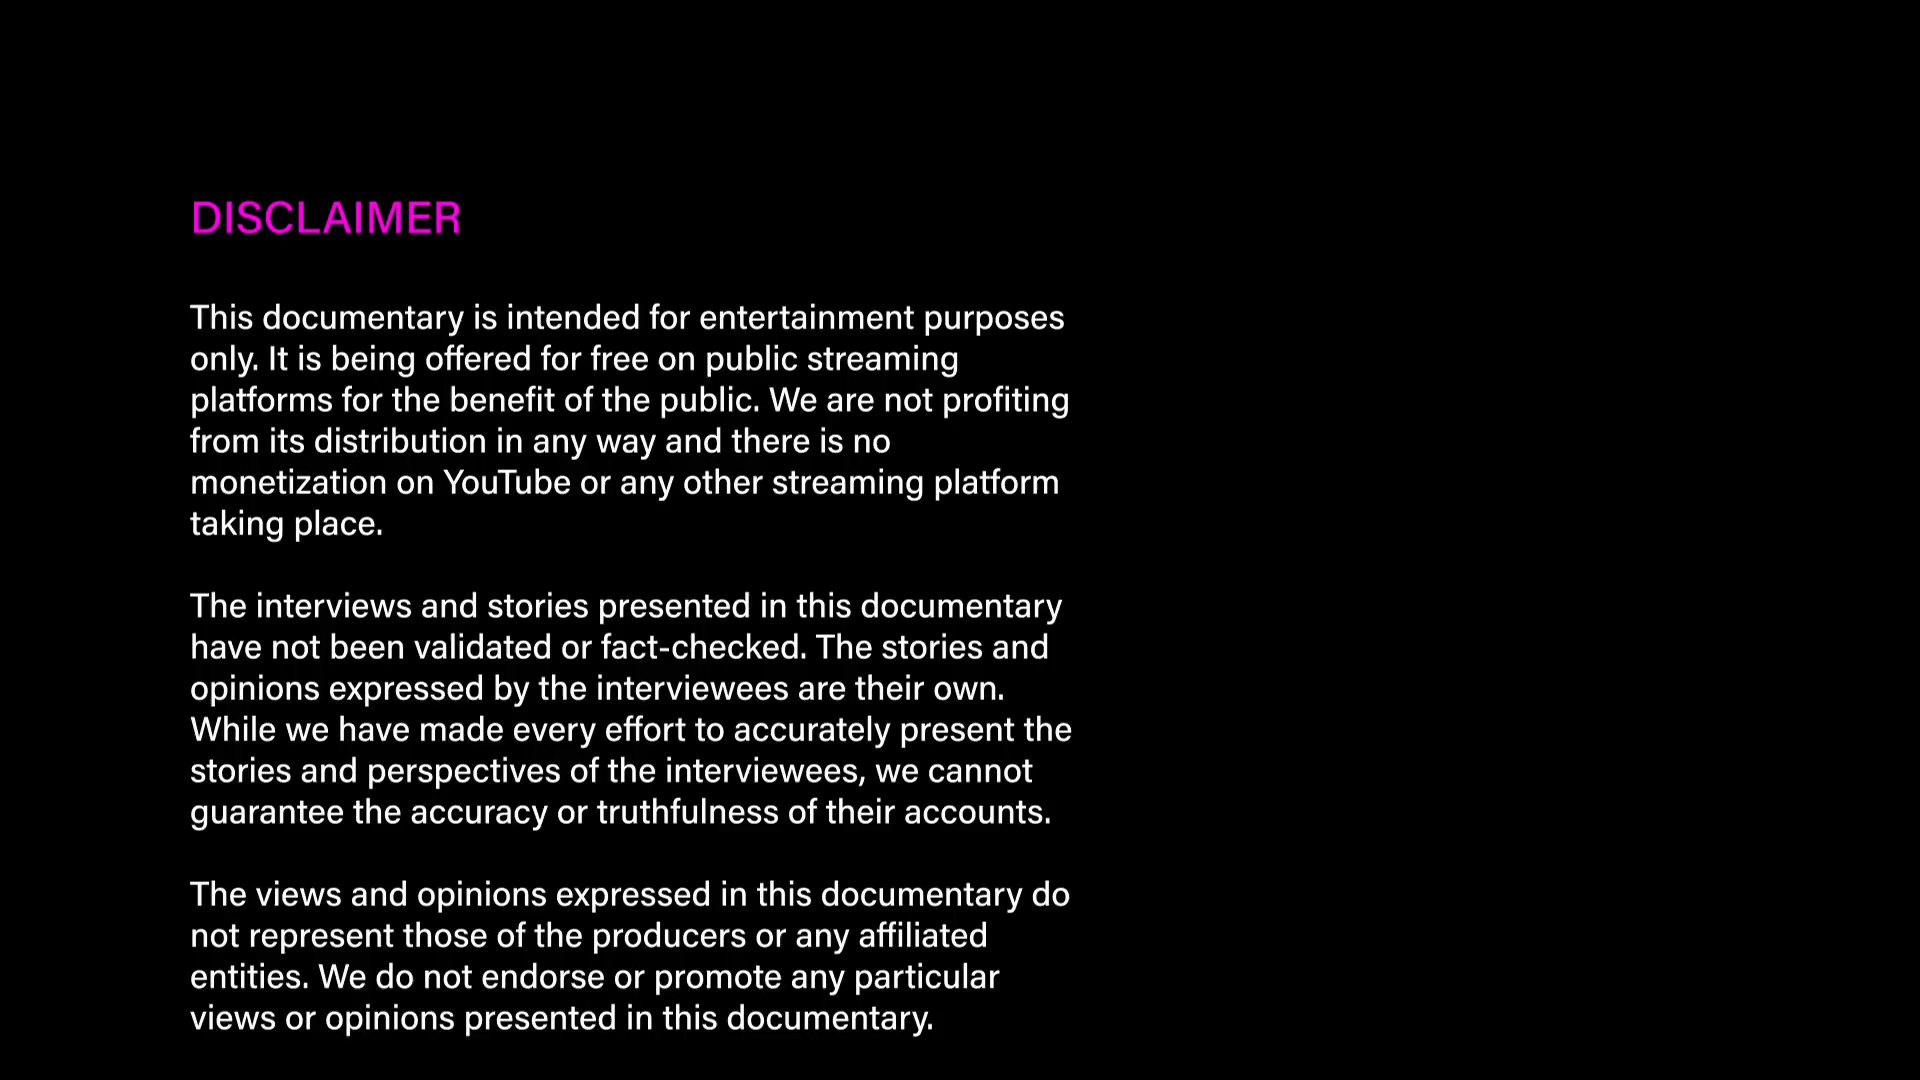 DISCLAIMER
This documentary is intended for entertainment purposes
only. It is being offered for free on public streaming
platforms for the benefit of the public. We are not profiting
from its distribution in any way and there is no
monetization on YouTube or any other streaming platform
taking place.
The interviews and stories presented in this documentary
have not been validated or fact-checked. The stories and
opinions expressed by the interviewees are their own.
While we have made every effort to accurately present the
stories and perspectives of the interviewees, we cannot
guarantee the accuracy or truthfulness of their accounts.
The views and opinions expressed in this documentary do
not represent those of the producers or any affiliated
entities. We do not endorse or promote any particular
views or opinions presented in this documentary.